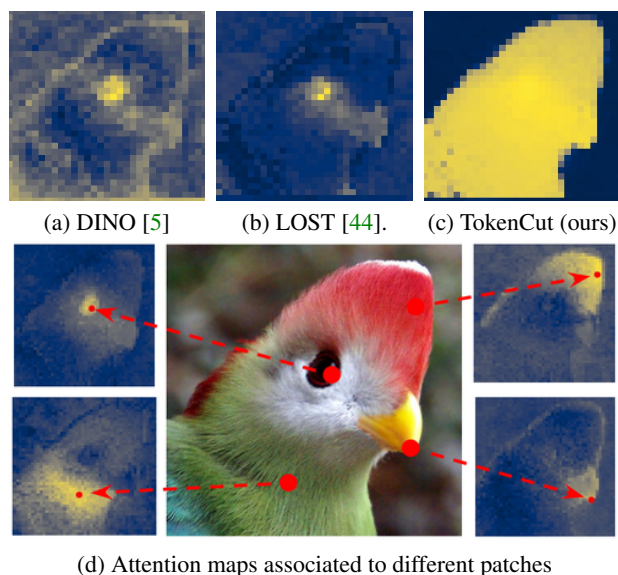 (a) DINO [5]
(b) LOST [44].
(c) TokenCut (ours)
(d) Attention maps associated to different patches